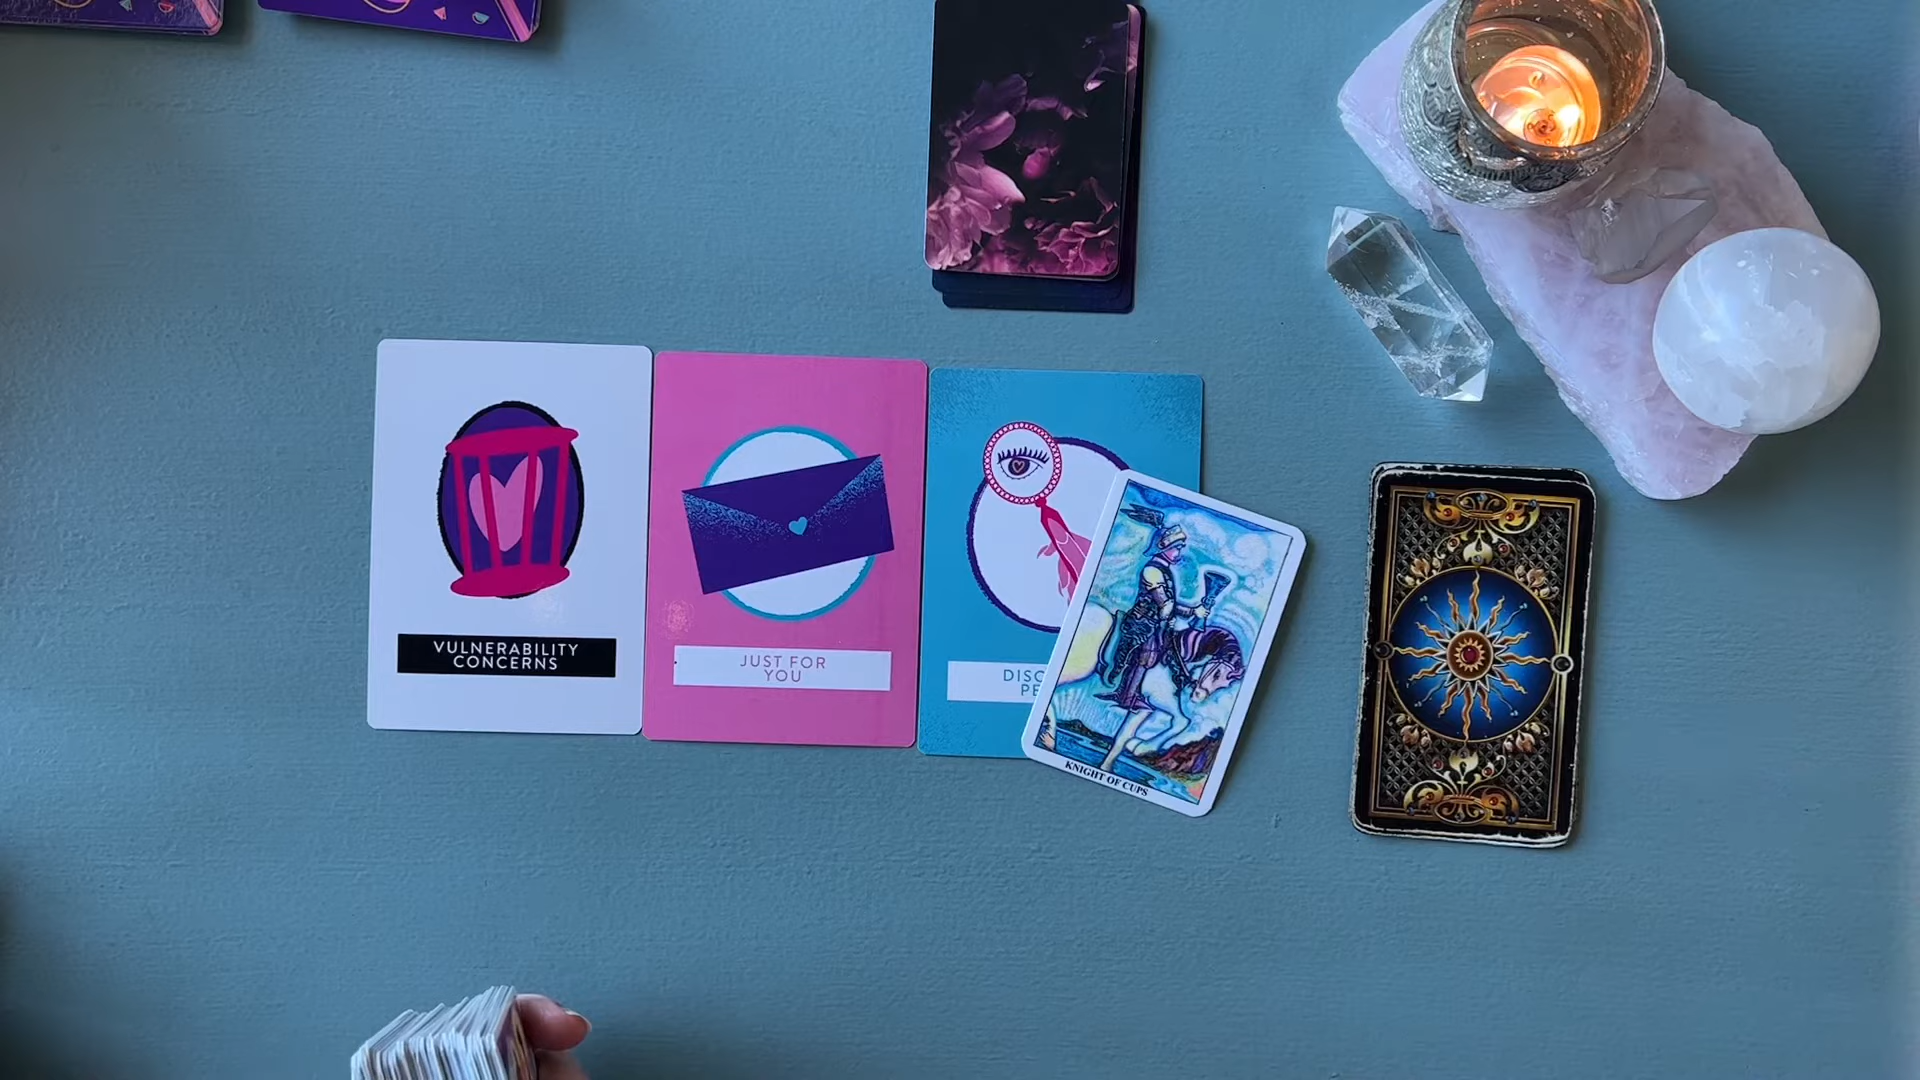 VULNERABILITY
CONCERNS
JUST FOR
YOU
KNIGHT OF CUPS